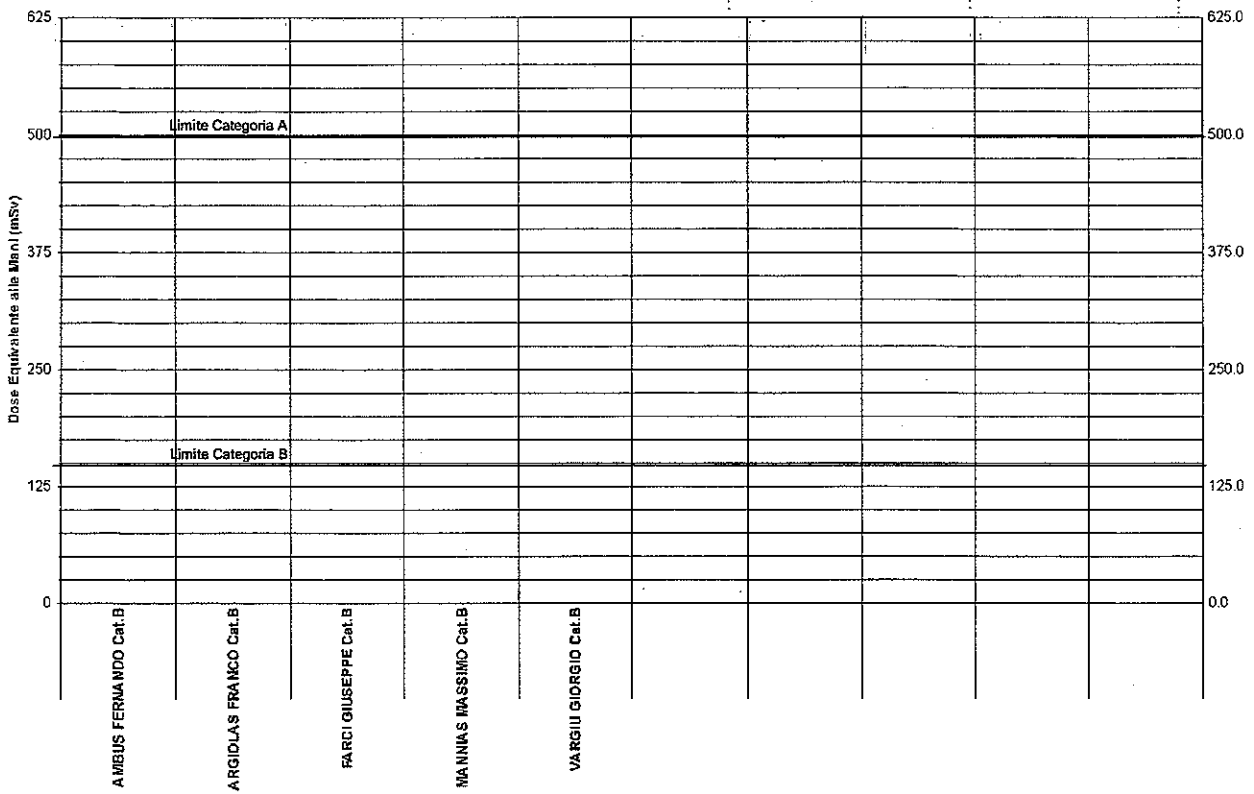 625
625.0
Limite Categoria A
500
500.0
Dose Equivalente alle Mani (mSv)
375
375.0
250
250.0
Limite Categoria B
125
125.0
0
0.0
AMBUS FERNANDO Cat.B
ARGIOLAS FRANCO Cat.B
FARCI GIUSEPPE Cat.B
MANNIAS MASSIMO Cat.B
VARGIU GIORGIO Cat.B